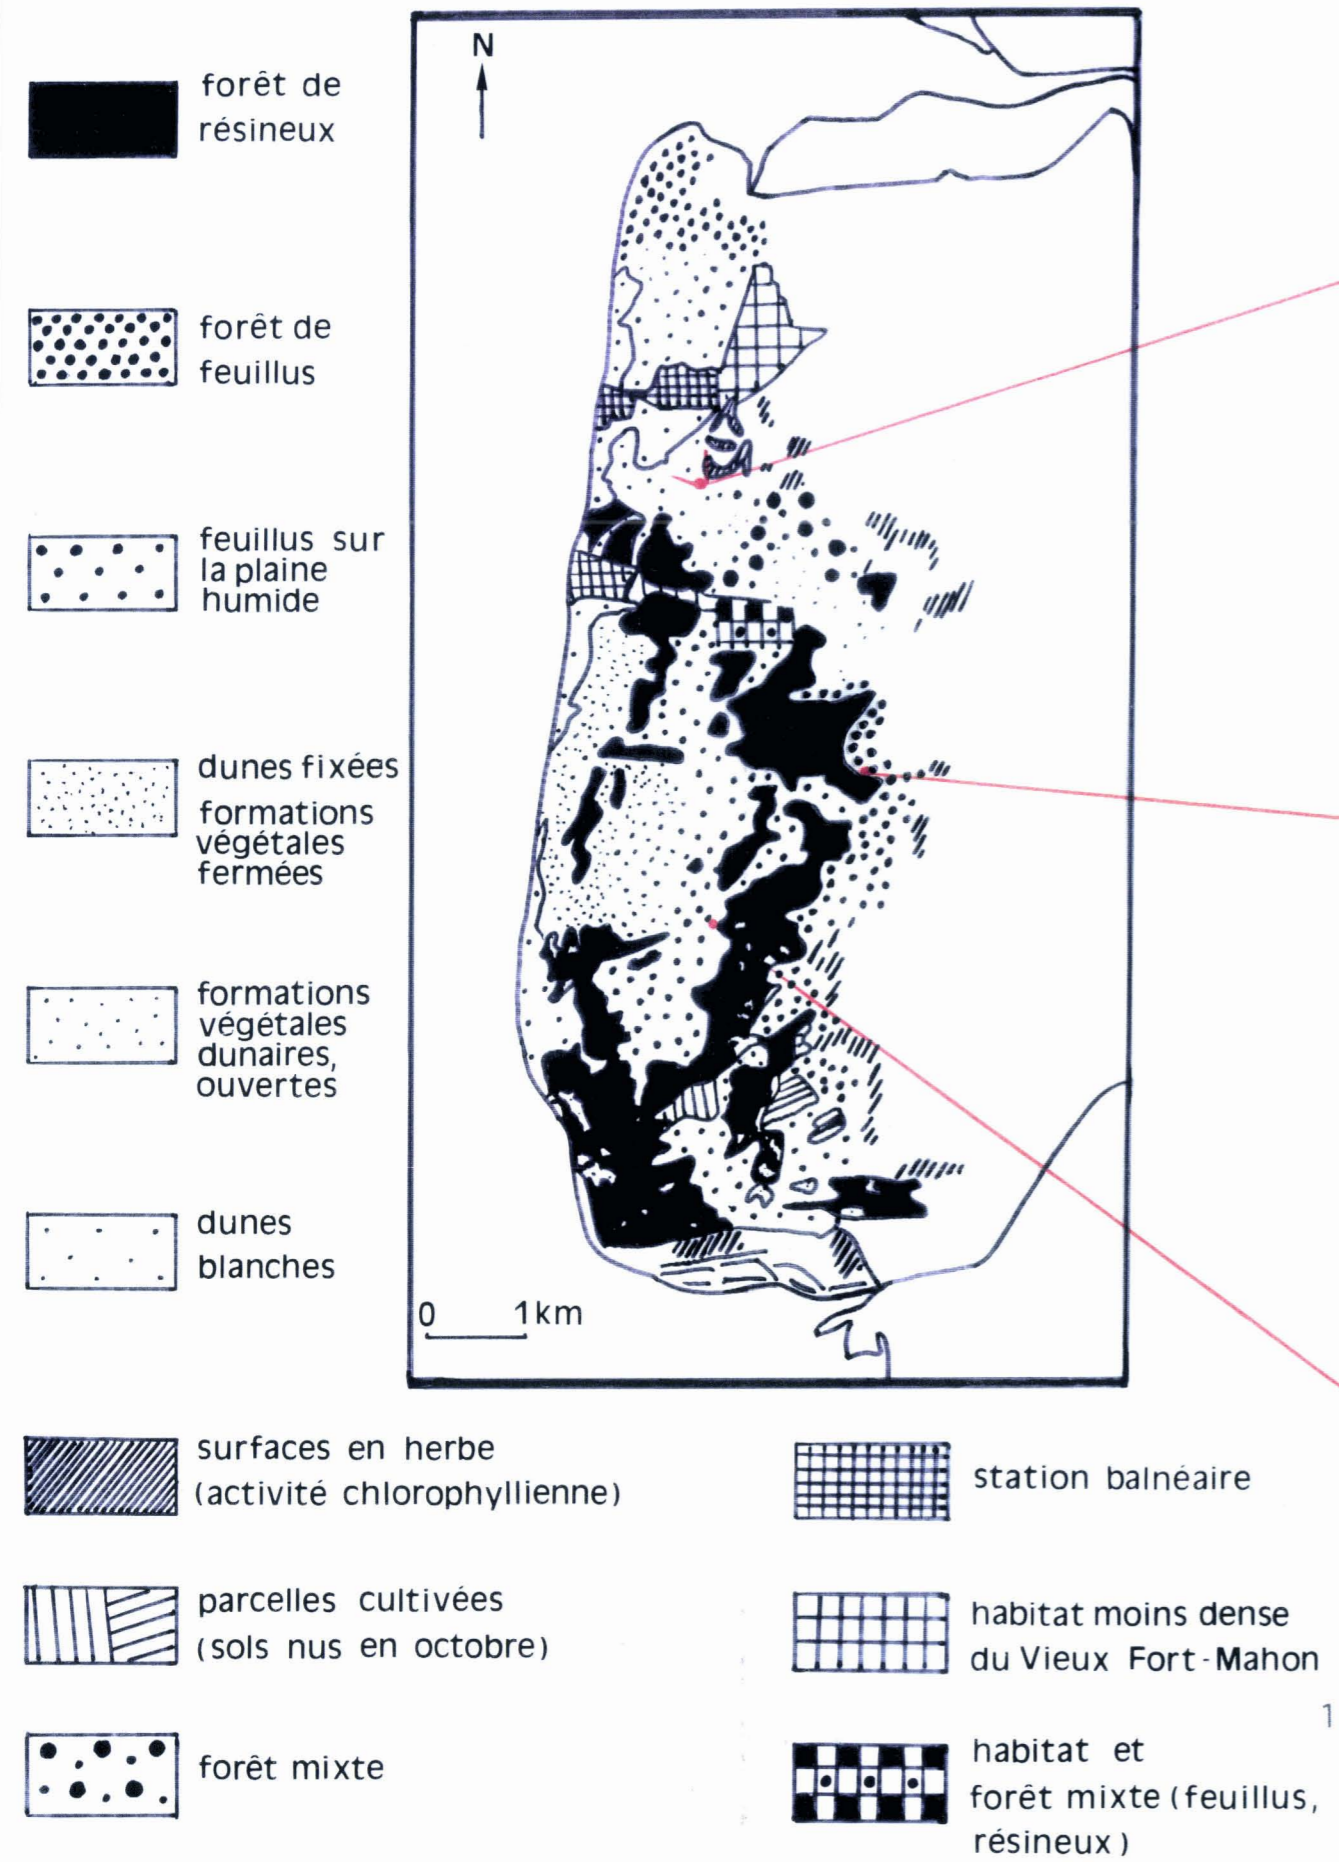 forêt de
résineux
forêt de
feuillus
feuillus sur
la plaine
humide
dunes fixées
formations
végétales
fermées
formations
végétales
dunaires,
ouvertes
dunes
blanches
N
0 1km
surfaces en herbe
(activité chlorophyllienne)
parcelles cultivées
(sols nus en octobre)
forêt mixte
station balnéaire
habitat moins dense
du Vieux Fort-Mahon
1
habitat et
forêt mixte (feuillus,
résineux)